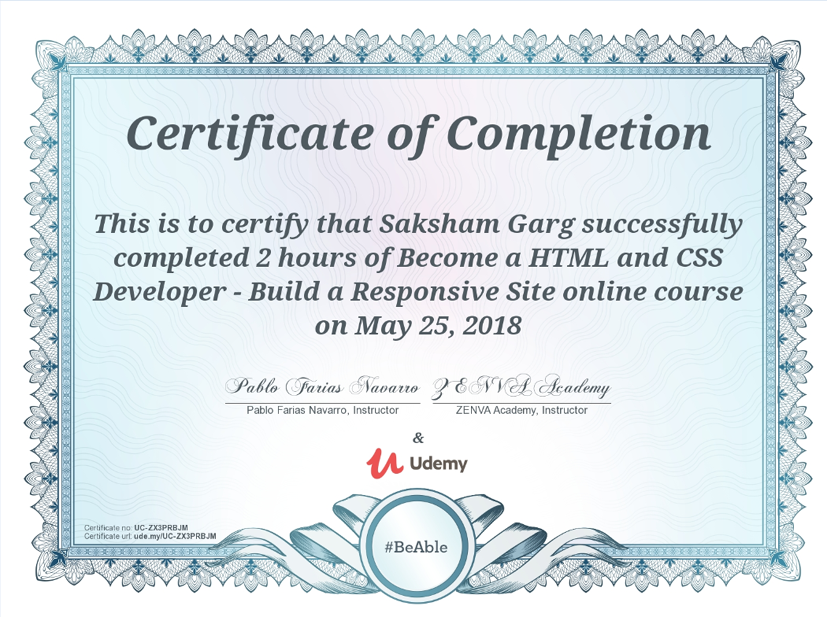 Certificate of Completion
This is to certify that Saksham Garg successfully
completed 2 hours of Become a HTML and CSS
Developer - Build a Responsive Site online course
on May 25, 2018
Pablo Farias Navarro ZENVA Academy
Pablo Farias Navarro, Instructor ZENVA Academy, Instructor
&
Udemy
Certificate no: UC-ZX3PRBJM
Certificate url: ude.my/UC-ZX3PRBJM
#BeAble